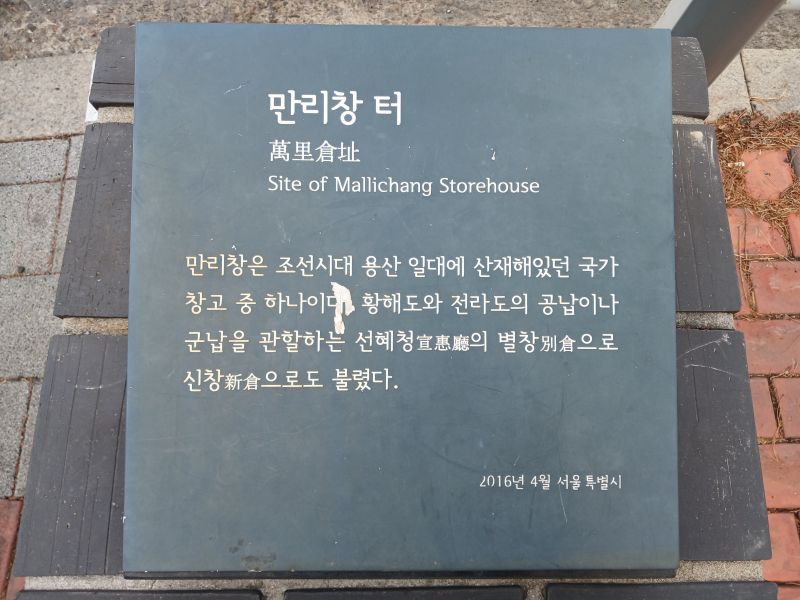 만리창 터
萬里倉址
Site of Mallichang Storehouse
만리창은 조선시대 용산 일대에 산재해있던 국가
창고 중 하나이다. 황해도와 전라도의 공납이나
군납을 관할하는 선혜청宣惠廳의 별창別倉으로
신창新倉으로도 불렸다.
2016년 4월 서울특별시